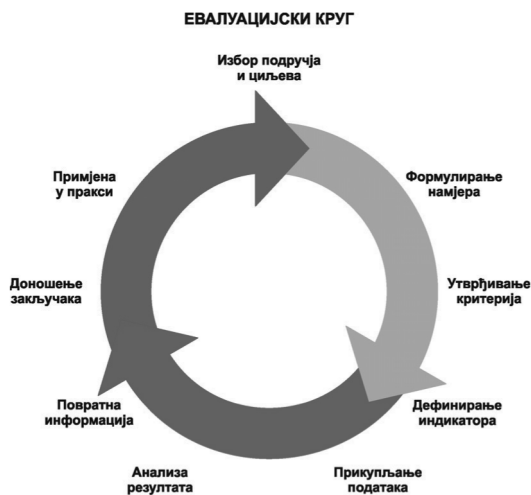 ЕВАЛУАЦИЈСКИ КРУГ
Избор подручја
и циљева
Формулирање
намјера
Утврђивање
критерија
Дефинирање
индикатора
Прикупљање
података
Анализа
резултата
Повратна
информација
Доношење
закључака
Примјена
у пракси